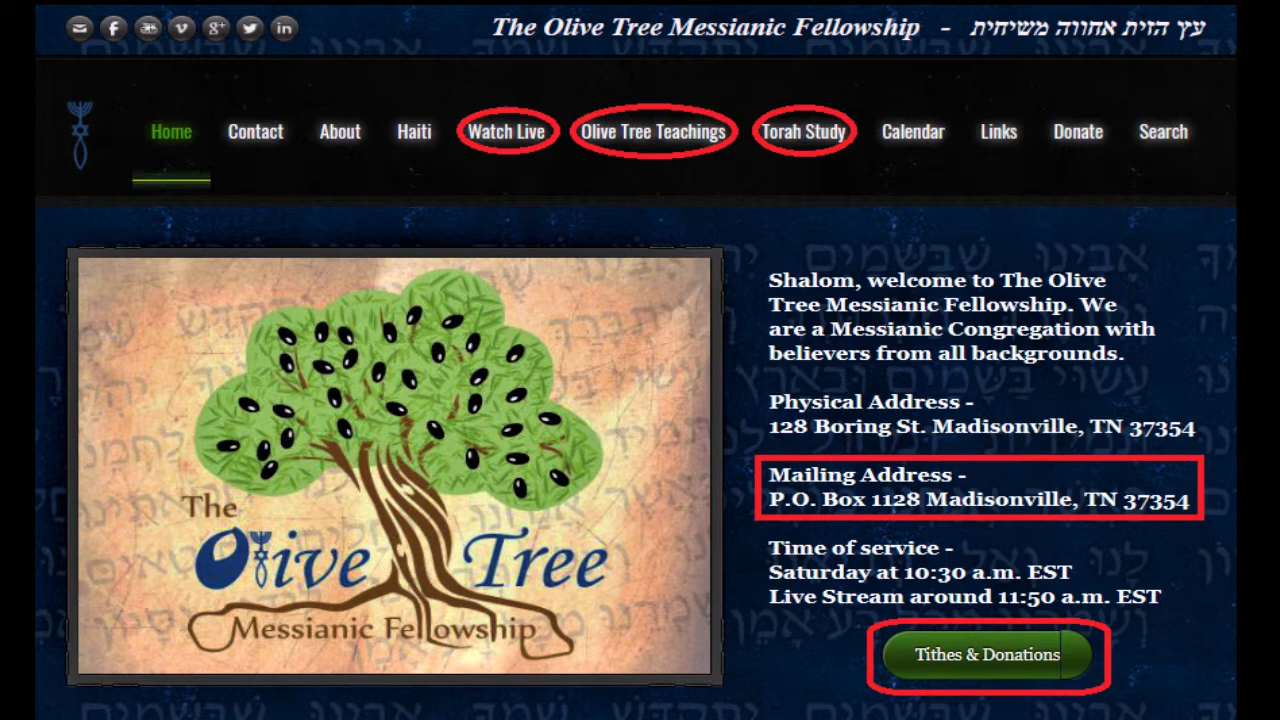 The Olive Tree Messianic Fellowship - עץ הזית אחווה משיחית
Home Contact About Haiti Watch Live Olive Tree Teachings Torah Study Calendar Links Donate Search
The
Olive Tree
Messianic Fellowship
Shalom, welcome to The Olive
Tree Messianic Fellowship. We
are a Messianic Congregation with
believers from all backgrounds.
Physical Address -
128 Boring St. Madisonville, TN 37354
Mailing Address -
P.O. Box 1128 Madisonville, TN 37354
Time of service -
Saturday at 10:30 a.m. EST
Live Stream around 11:50 a.m. EST
Tithes & Donations